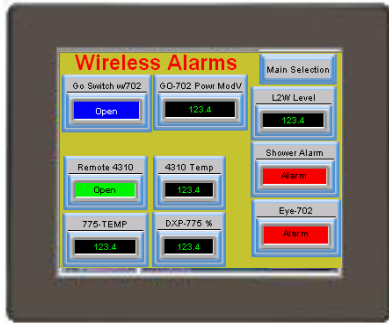 Wireless Alarms
Main Selection
Go Switch w702
GO-702 Powr ModV
Open
123.4
L2W Level
123.4
Remote 4310
4310 Temp
Shower Alarm
Open
123.4
Alarm
775-TEMP
DXP-775 %
Eye-702
123.4
123.4
Alarm